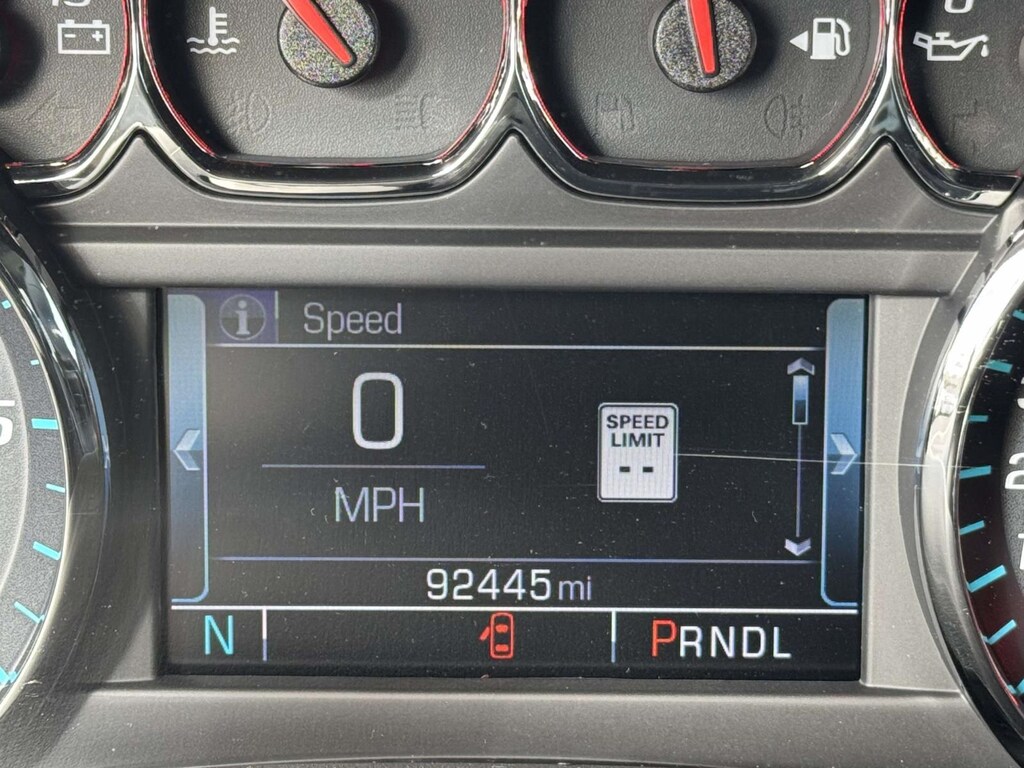 Speed
0
MPH
SPEED
LIMIT
--
92445 mi
N
PRNDL